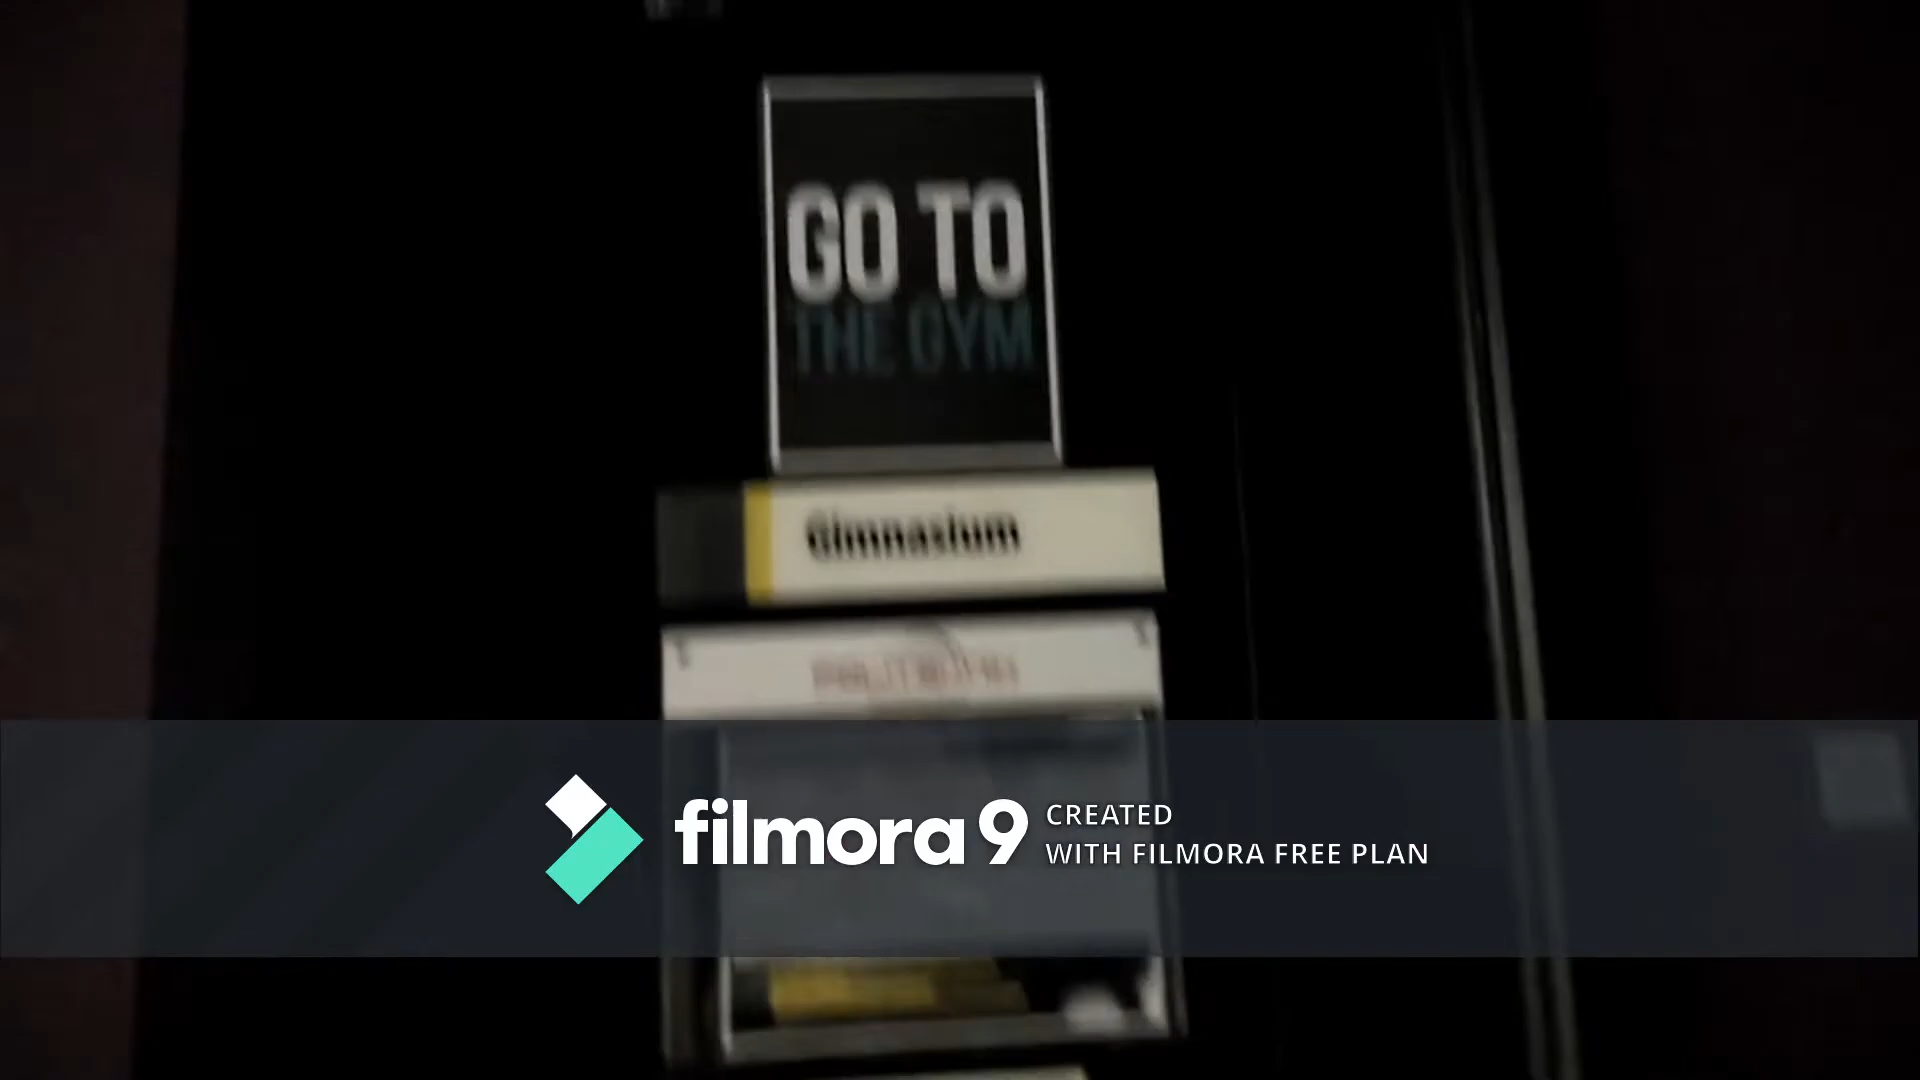 GO TO
THE GYM
Gimnasium
filmora 9
CREATED
WITH FILMORA FREE PLAN